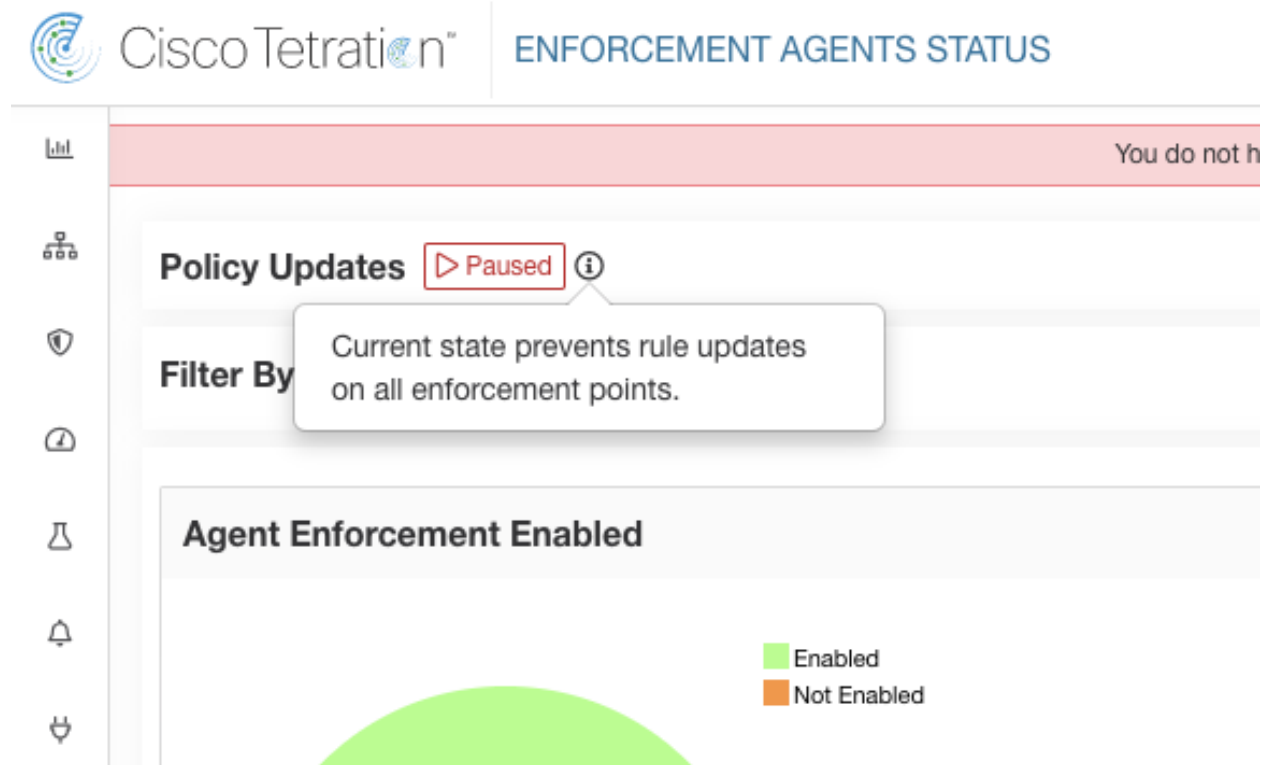 Cisco Tetration™
ENFORCEMENT AGENTS STATUS
You do not
Policy Updates
Paused
Current state prevents rule updates
on all enforcement points.
Filter By
Agent Enforcement Enabled
Enabled
Not Enabled